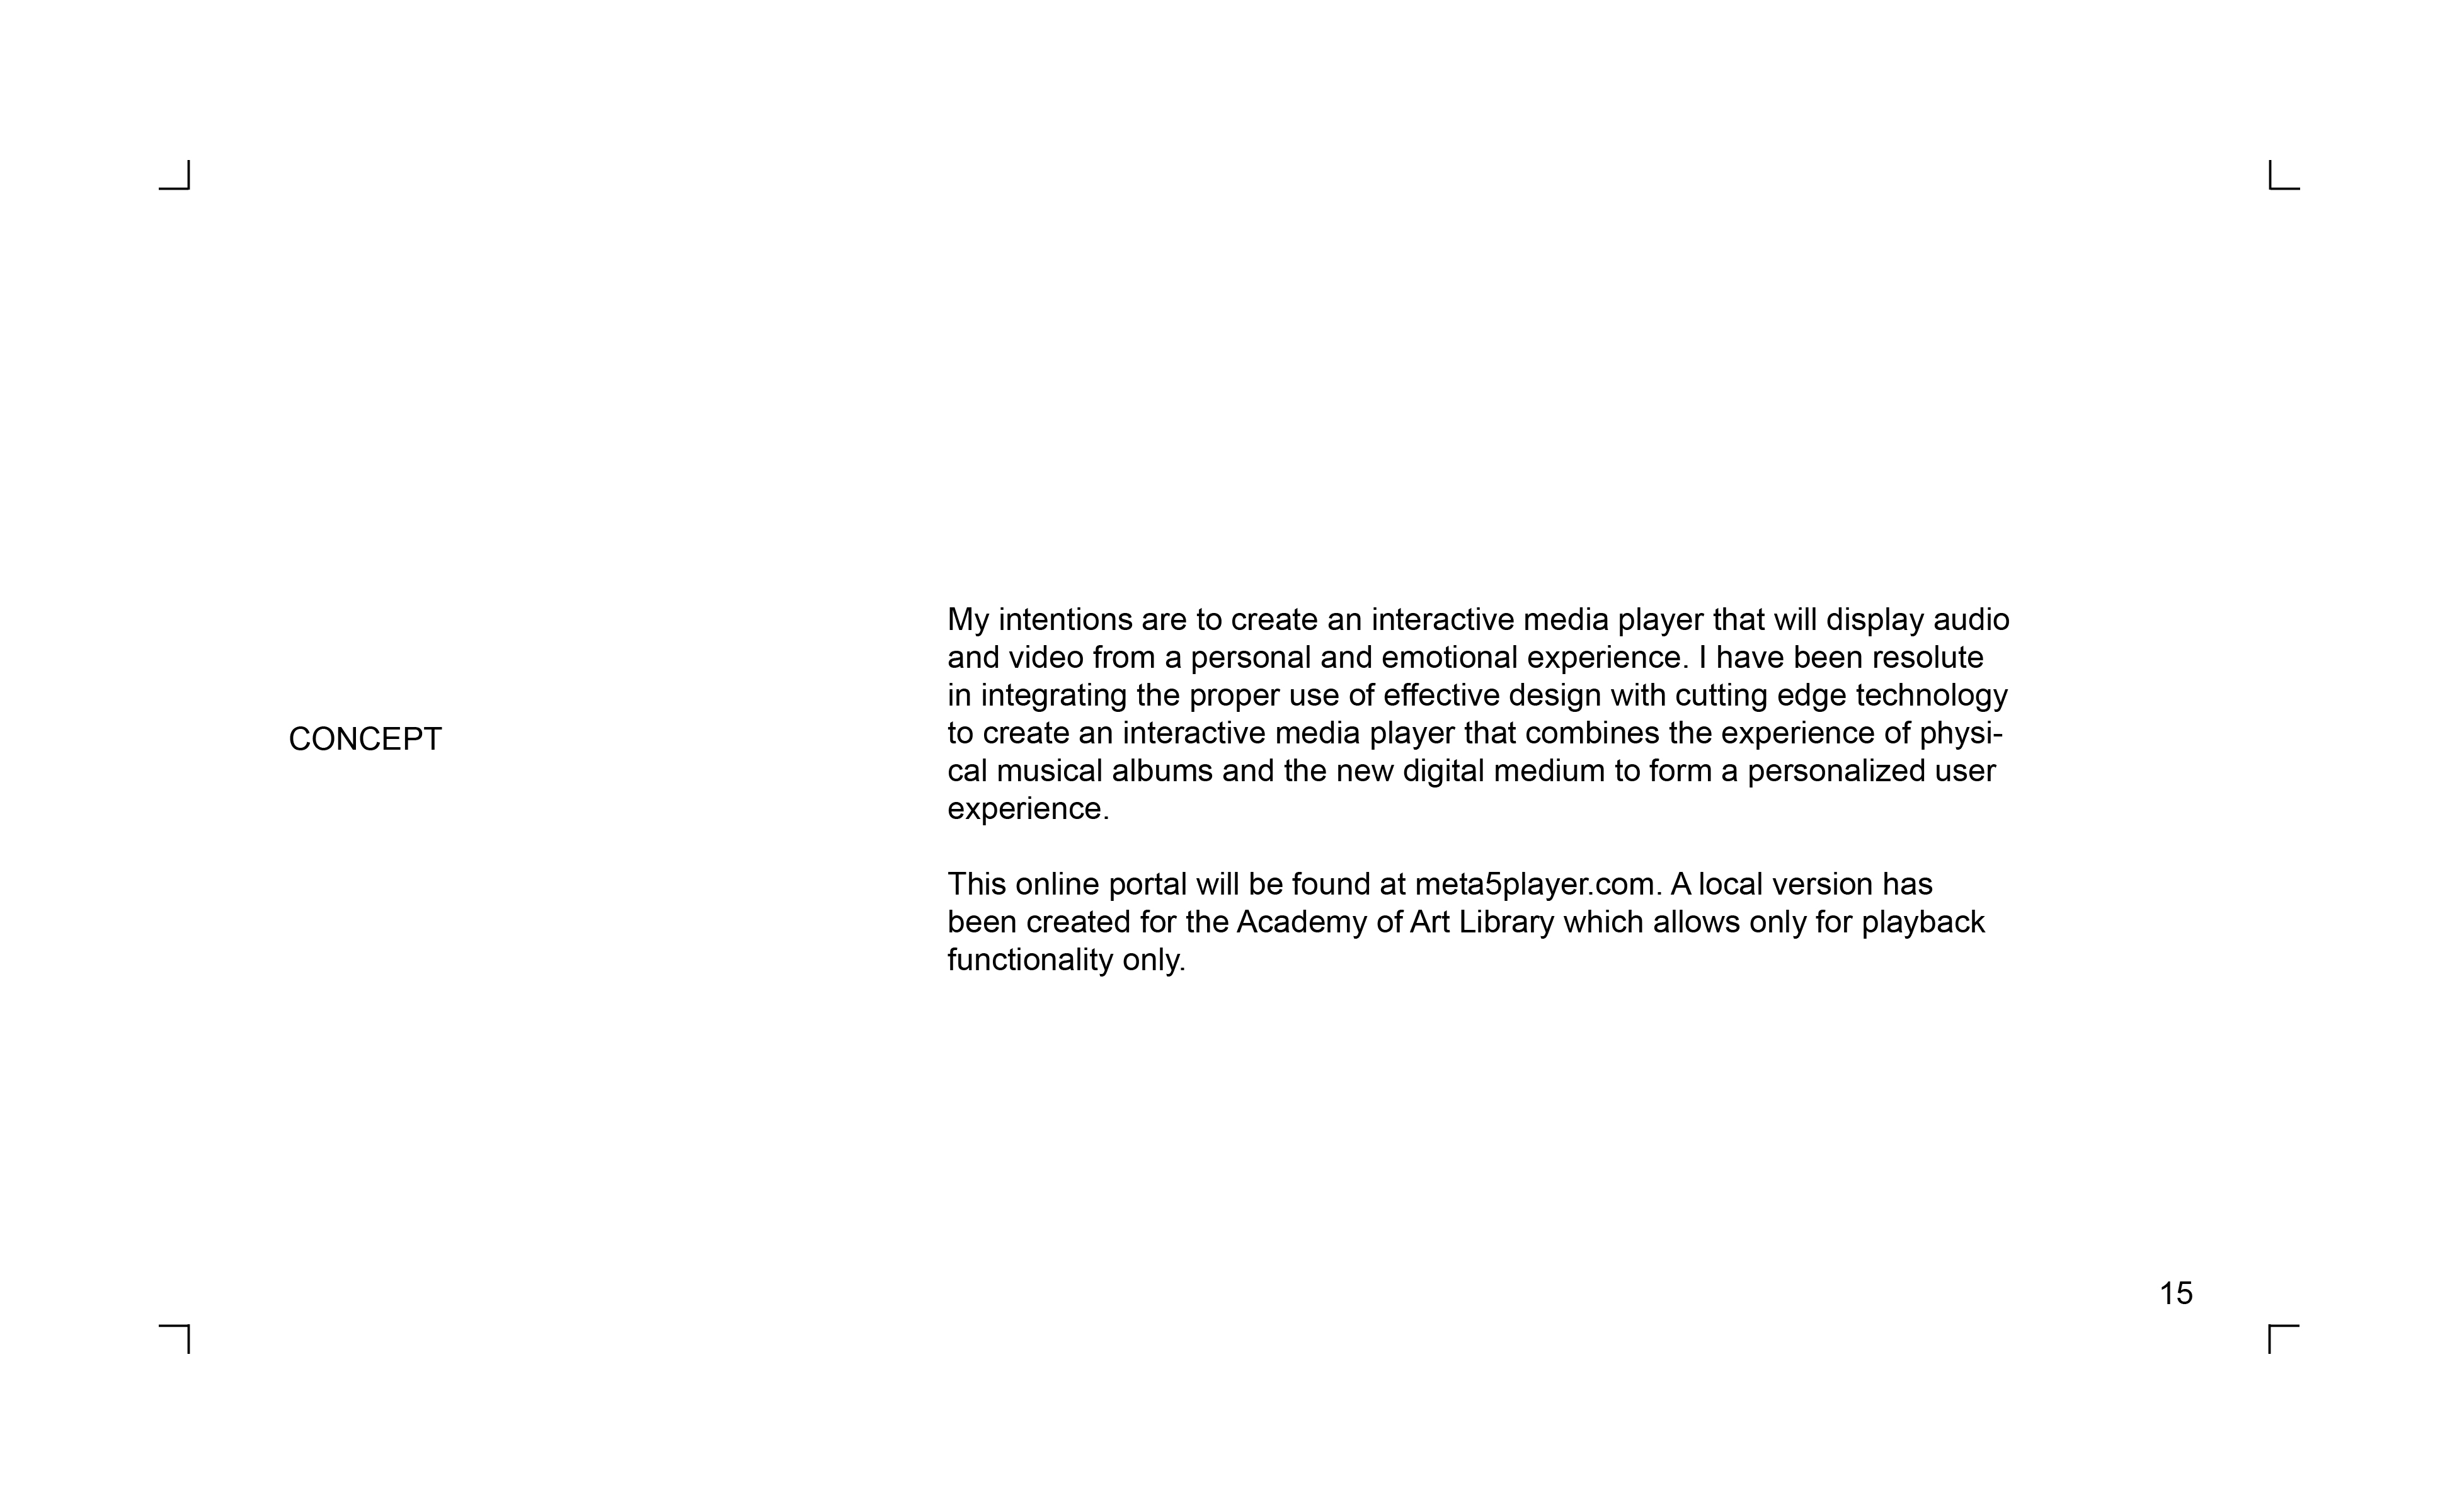 CONCEPT
My intentions are to create an interactive media player that will display audio
and video from a personal and emotional experience. I have been resolute
in integrating the proper use of effective design with cutting edge technology
to create an interactive media player that combines the experience of physi-
cal musical albums and the new digital medium to form a personalized user
experience.
This online portal will be found at meta5player.com. A local version has
been created for the Academy of Art Library which allows only for playback
functionality only.
15